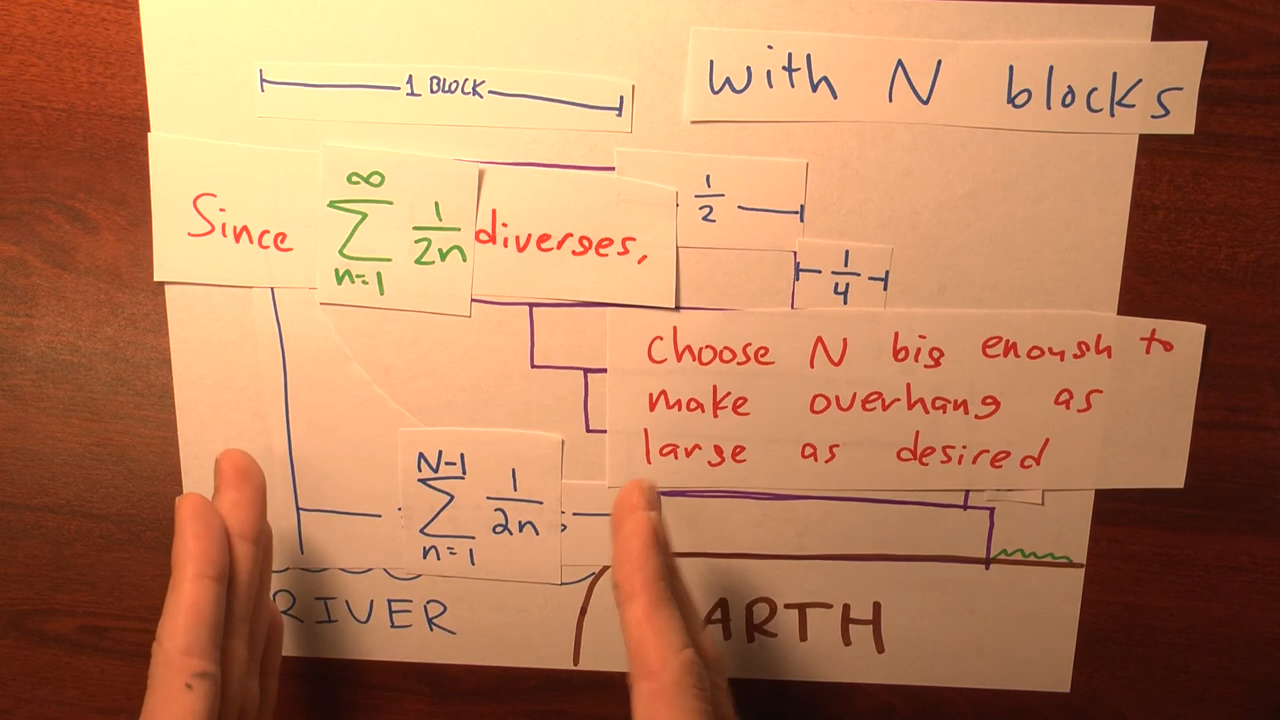 with N blocks
1 BLOCK
1/2
Since ∞ ∑ n=1 1/2n diverges,
1/4
Choose N big enough to
make overhang as
large as desired
N-1 ∑ n=1 1/2n
RIVER
ARTH